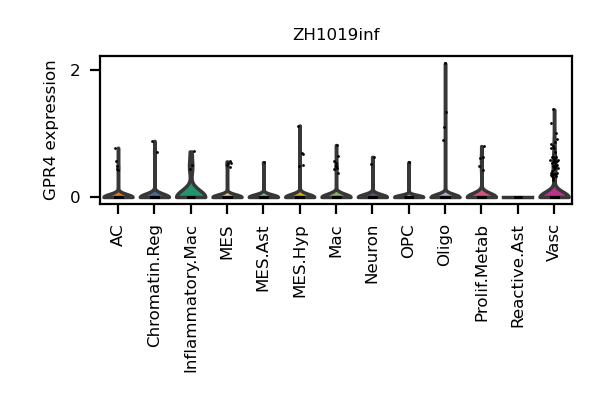 ZH1019inf
GPR4 expression
2
0
AC
Chromatin.Reg
Inflammatory.Mac
MES
MES.Ast
MES.Hyp
Mac
Neuron
OPC
Oligo
Prolif.Metab
Reactive.Ast
Vasc